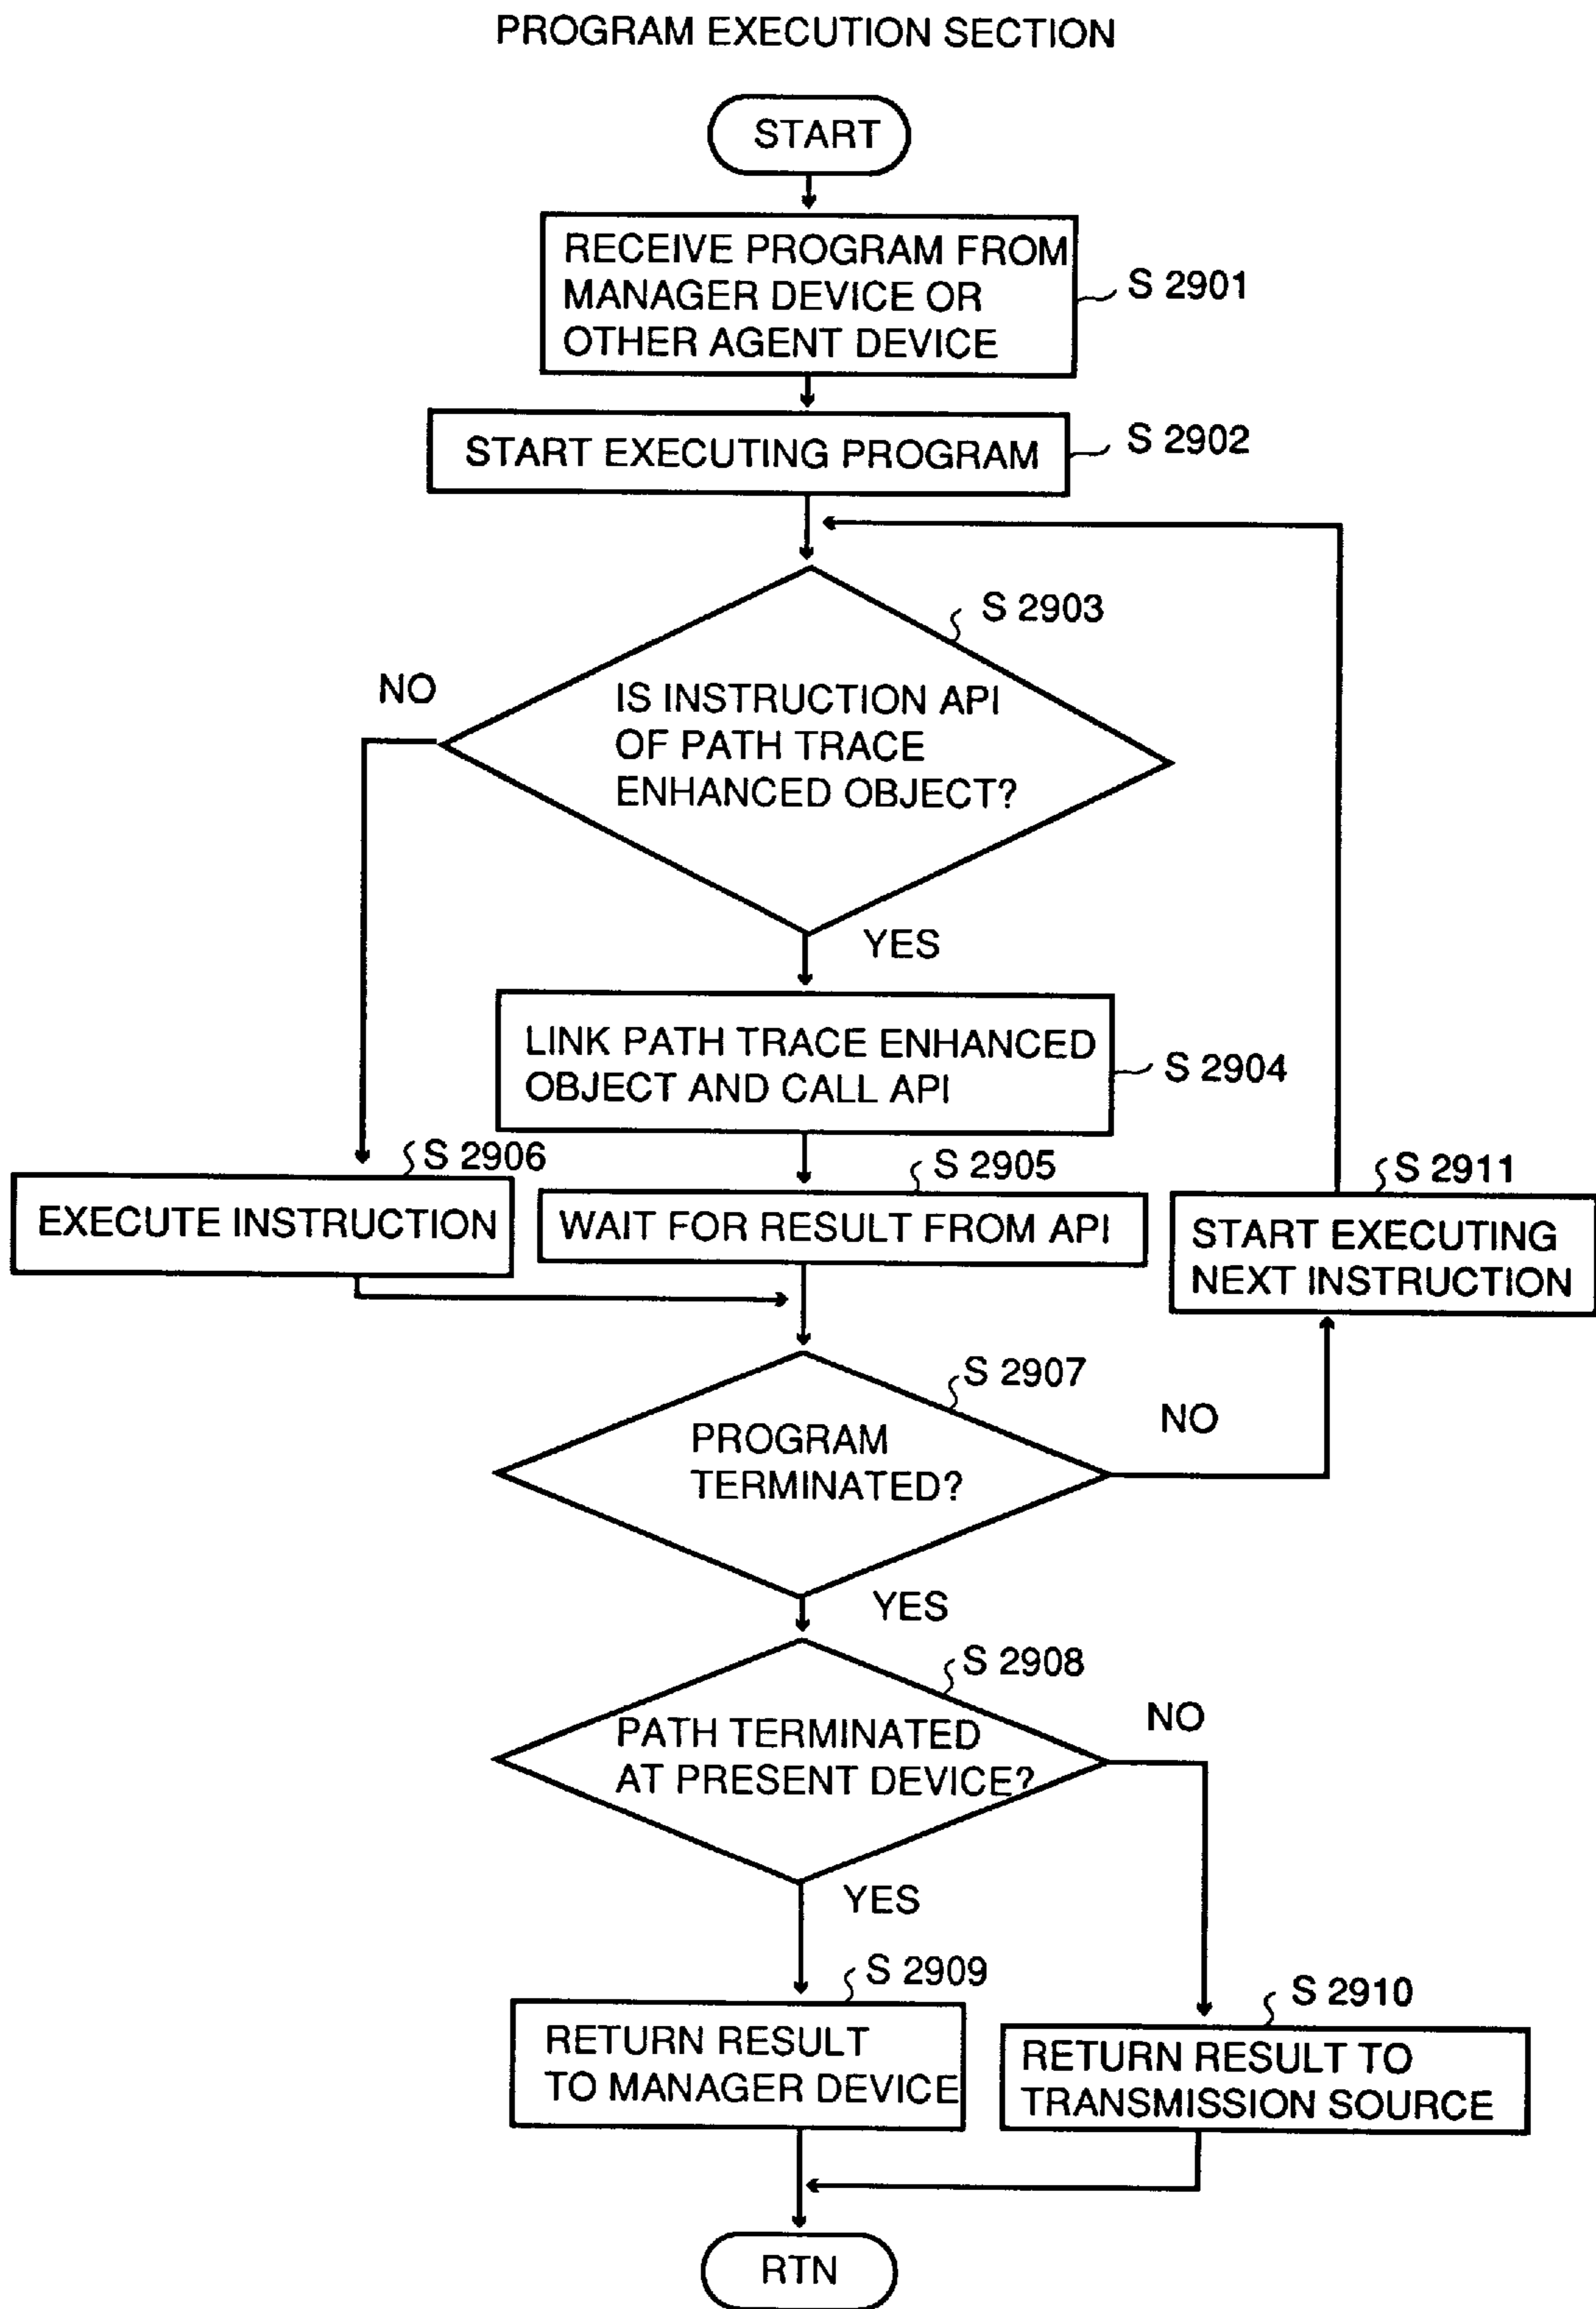 PROGRAM EXECUTION SECTION
START
RECEIVE PROGRAM FROM
MANAGER DEVICE OR
OTHER AGENT DEVICE
S 2901
START EXECUTING PROGRAM
S 2902
S 2903
NO
IS INSTRUCTION API
OF PATH TRACE
ENHANCED OBJECT?
YES
LINK PATH TRACE ENHANCED
OBJECT AND CALL API
S 2904
S 2906
EXECUTE INSTRUCTION
S 2905
WAIT FOR RESULT FROM API
S 2911
START EXECUTING
NEXT INSTRUCTION
S 2907
PROGRAM
TERMINATED?
NO
YES
S 2908
PATH TERMINATED
AT PRESENT DEVICE?
NO
YES
S 2909
RETURN RESULT
TO MANAGER DEVICE
S 2910
RETURN RESULT TO
TRANSMISSION SOURCE
RTN